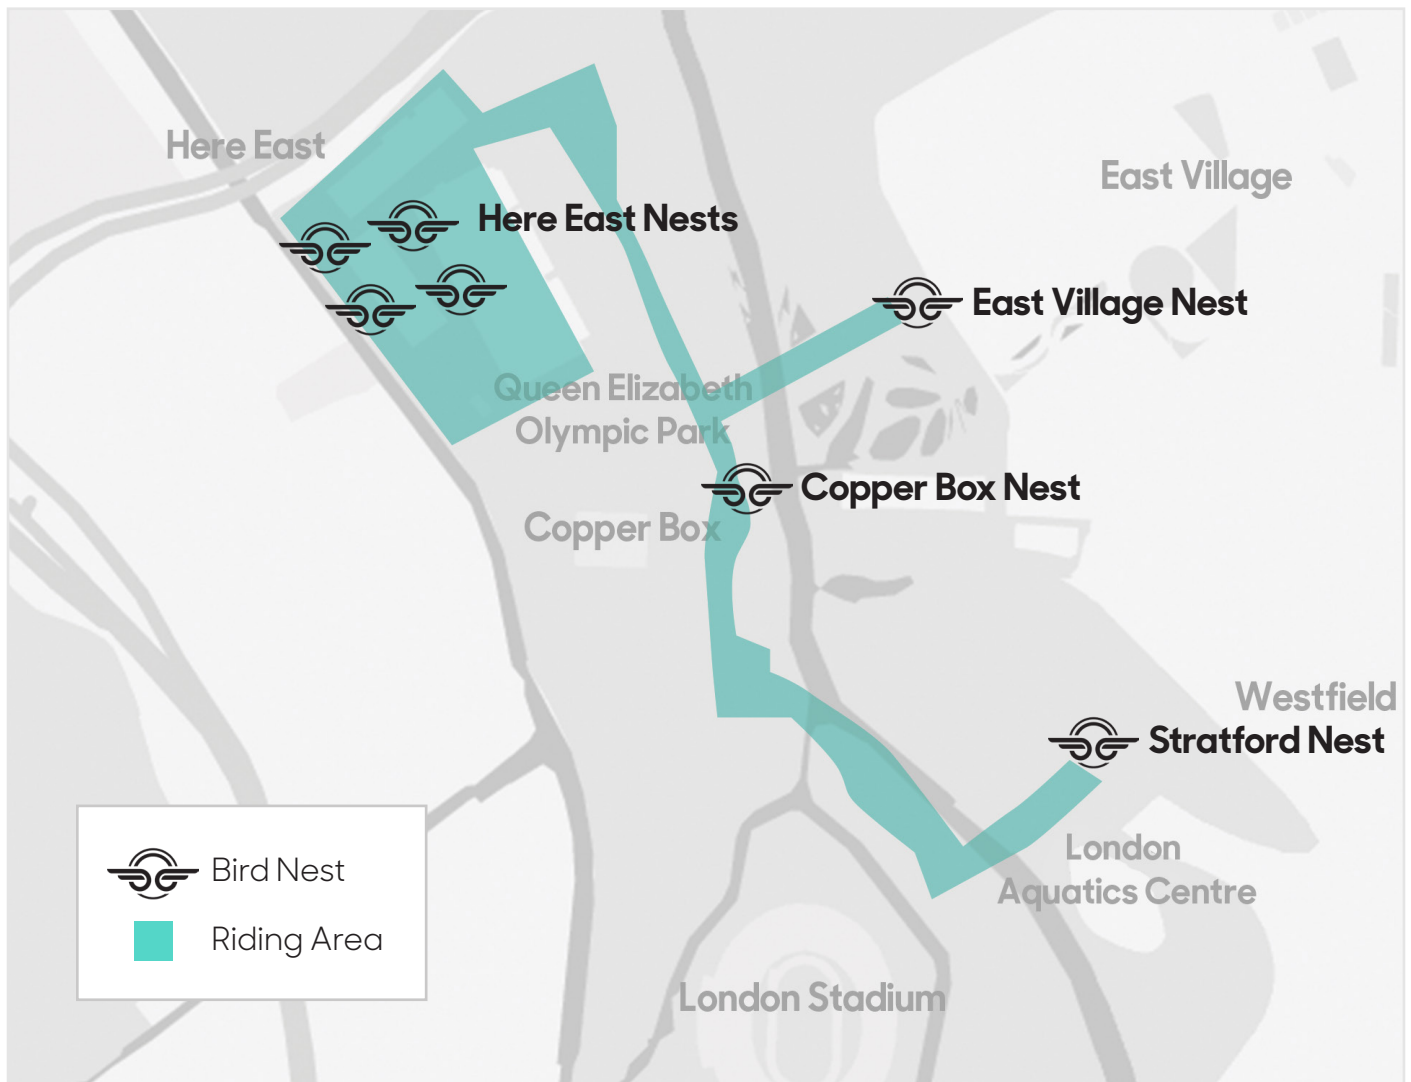 Here East
East Village
Here East Nests
East Village Nest
Queen Elizabeth
Olympic Park
Copper Box Nest
Copper Box
Westfield
Stratford Nest
London
Aquatics Centre
London Stadium
Bird Nest
Riding Area